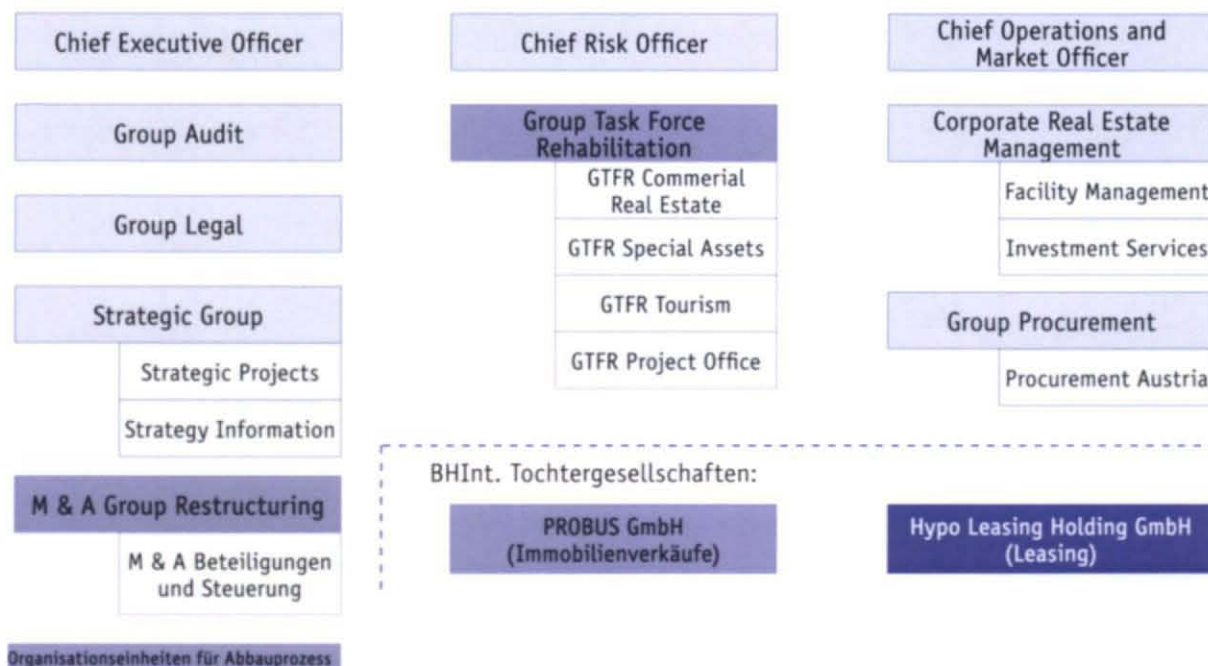 Chief Executive Officer
Group Audit
Group Legal
Strategic Group
Strategic Projects
Strategy Information
M & A Group Restructuring
M & A Beteiligungen
und Steuerung
Organisationseinheiten für Abbauprozess
Chief Risk Officer
Group Task Force
Rehabilitation
GTFR Commerial
Real Estate
GTFR Special Assets
GTFR Tourism
GTFR Project Office
Chief Operations and
Market Officer
Corporate Real Estate
Management
Facility Management
Investment Services
Group Procurement
Procurement Austria
BHInt. Tochtergesellschaften:
PROBUS GmbH
(Immobilienverkäufe)
Hypo Leasing Holding GmbH
(Leasing)